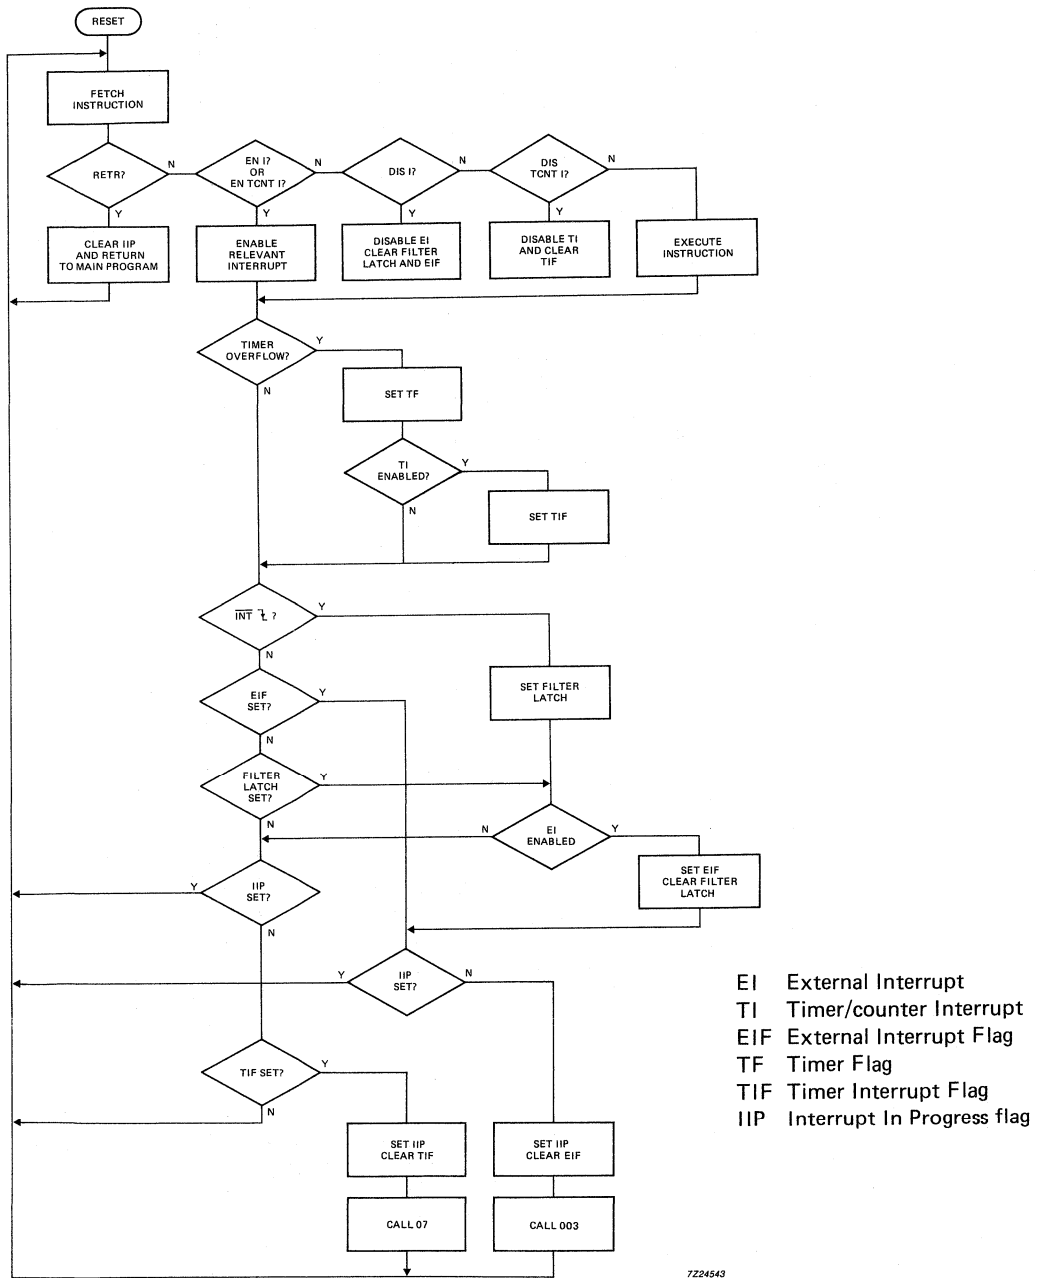 RESET
FETCH
INSTRUCTION
RETR?
N
Y
EN I?
OR
EN TCNT I?
N
Y
DIS I?
N
Y
DIS
TCNT I?
N
Y
CLEAR IIP
AND RETURN
TO MAIN PROGRAM
ENABLE
RELEVANT
INTERRUPT
DISABLE EI
CLEAR FILTER
LATCH AND EIF
DISABLE TI
AND CLEAR
TIF
EXECUTE
INSTRUCTION
TIMER
OVERFLOW?
Y
N
SET TF
TI
ENABLED?
Y
N
SET TIF
INT ?
Y
N
SET FILTER
LATCH
EIF
SET?
Y
N
FILTER
LATCH
SET?
Y
N
EI
ENABLED
N
Y
SET EIF
CLEAR FILTER
LATCH
IIP
SET?
Y
N
IIP
SET?
Y
N
TIF SET?
Y
N
SET IIP
CLEAR TIF
SET IIP
CLEAR EIF
CALL 07
CALL 003
EI External Interrupt
TI Timer/counter Interrupt
EIF External Interrupt Flag
TF Timer Flag
TIF Timer Interrupt Flag
IIP Interrupt In Progress flag
7Z24543